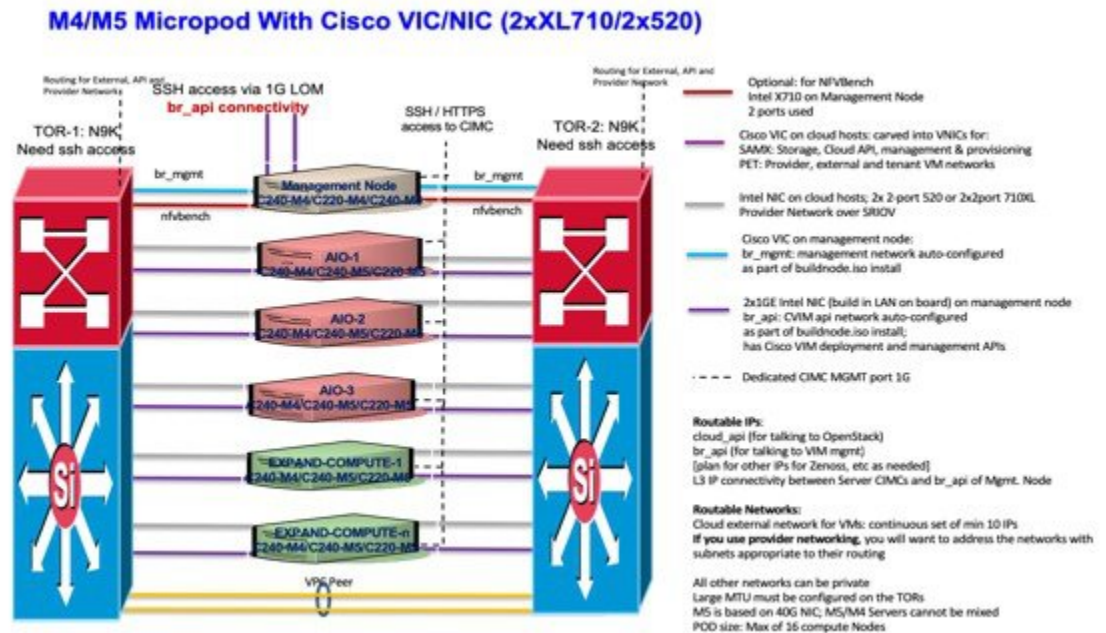 M4/M5 Micropod With Cisco VIC/NIC (2xXL710/2x520)
Routing for External, API and
Provider Networks
SSH access via 1G LOM
br_api connectivity
SSH / HTTPS
access to CIMC
Routing for External, API and
Provider Network
TOR-1: N9K
Need ssh access
TOR-2: N9K
Need ssh access
br_mgmt
nfvbench
Management Node
C240-M4/C220-M4/C240-M
br_mgmt
nfvbench
AIO-1
C240-M4/C240-M5/C220-M5
AIO-2
C240-M4/C240-M5/C220-M5
AIO-3
C240-M4/C240-M5/C220-M5
EXPAND-COMPUTE-1
C240-M4/C240-M5/C220-M5
EXPAND-COMPUTE-n
C240-M4/C240-M5/C220-M5
VPC Peer
Si
Si
Optional: for NFVBench
Intel X710 on Management Node
2 ports used
Cisco VIC on cloud hosts: carved into VNICs for:
SAMX: Storage, Cloud API, management & provisioning
PET: Provider, external and tenant VM networks
Intel NIC on cloud hosts; 2x 2-port 520 or 2x2port 710XL
Provider Network over SRIOV
Cisco VIC on management node:
br_mgmt: management network auto-configured
as part of buildnode.iso install
2x1GE Intel NIC (build in LAN on board) on management node
br_api: CVIM api network auto-configured
as part of buildnode.iso install;
has Cisco VIM deployment and management APIs
Dedicated CIMC MGMT port 1G
Routable IPs:
cloud_api (for talking to OpenStack)
br_api (for talking to VIM mgmt)
[plan for other IPs for Zenoss, etc as needed]
L3 IP connectivity between Server CIMCs and br_api of Mgmt. Node
Routable Networks:
Cloud external network for VMs: continuous set of min 10 IPs
If you use provider networking, you will want to address the networks with
subnets appropriate to their routing
All other networks can be private
Large MTU must be configured on the TORs
M5 is based on 40G NIC; M5/M4 Servers cannot be mixed
POD size: Max of 16 compute Nodes